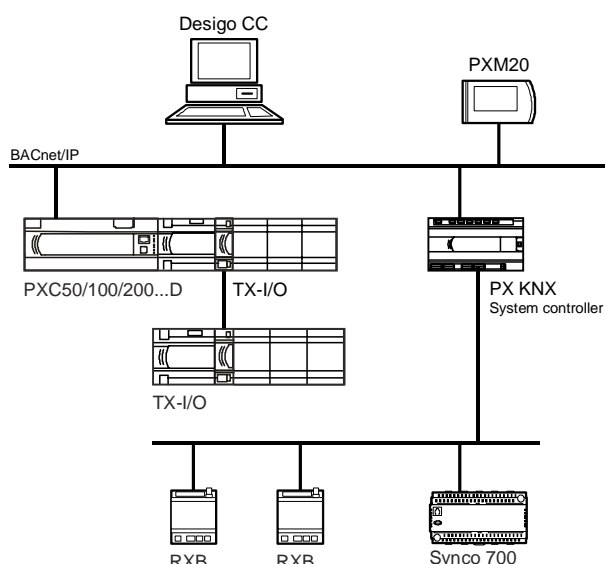 Desigo CC
PXM20
BACnet/IP
PXC50/100/200...D
TX-I/O
PX KNX
System controller
TX-I/O
RXB
RXB
Synco 700